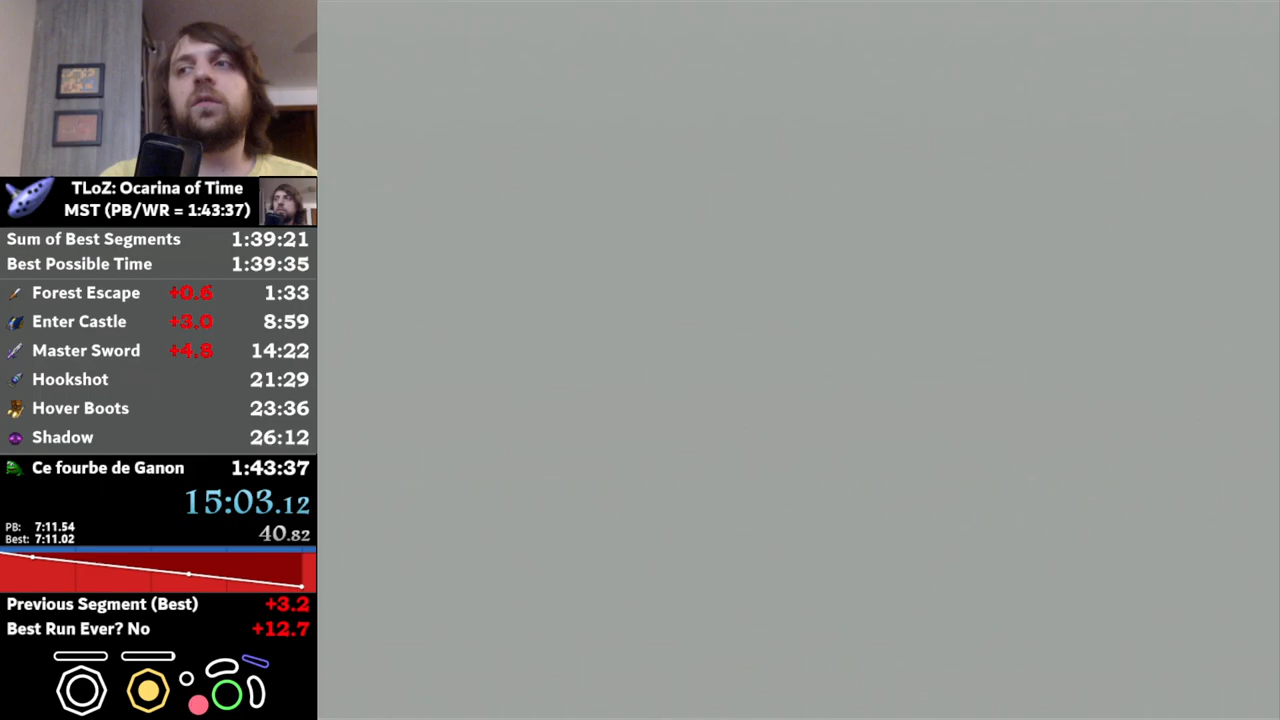 TLoZ: Ocarina of Time
MST (PB/WR = 1:43:37)
Sum of Best Segments 1:39:21
Best Possible Time 1:39:35
Forest Escape +0.6 1:33
Enter Castle +3.0 8:59
Master Sword +4.8 14:22
Hookshot 21:29
Hover Boots 23:36
Shadow 26:12
Ce fourbe de Ganon 1:43:37
15:03.12
PB: 7:11.54
Best: 7:11.02
40.82
Previous Segment (Best) +3.2
Best Run Ever? No +12.7